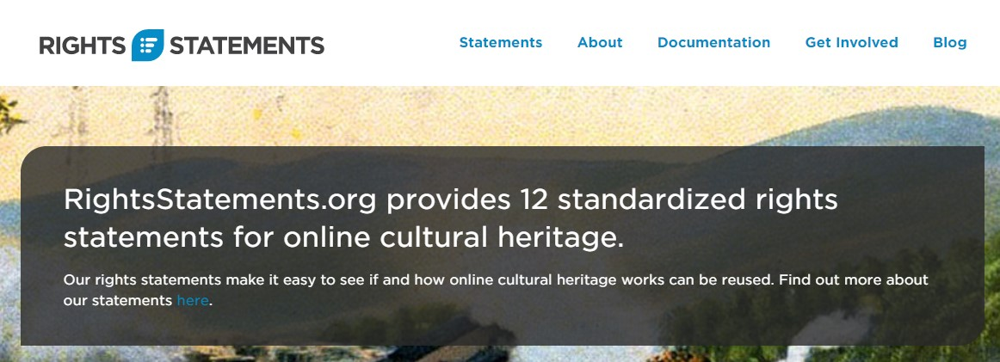 RIGHTS STATEMENTS
Statements About Documentation Get Involved Blog
RightsStatements.org provides 12 standardized rights
statements for online cultural heritage.
Our rights statements make it easy to see if and how online cultural heritage works can be reused. Find out more about
our statements here.